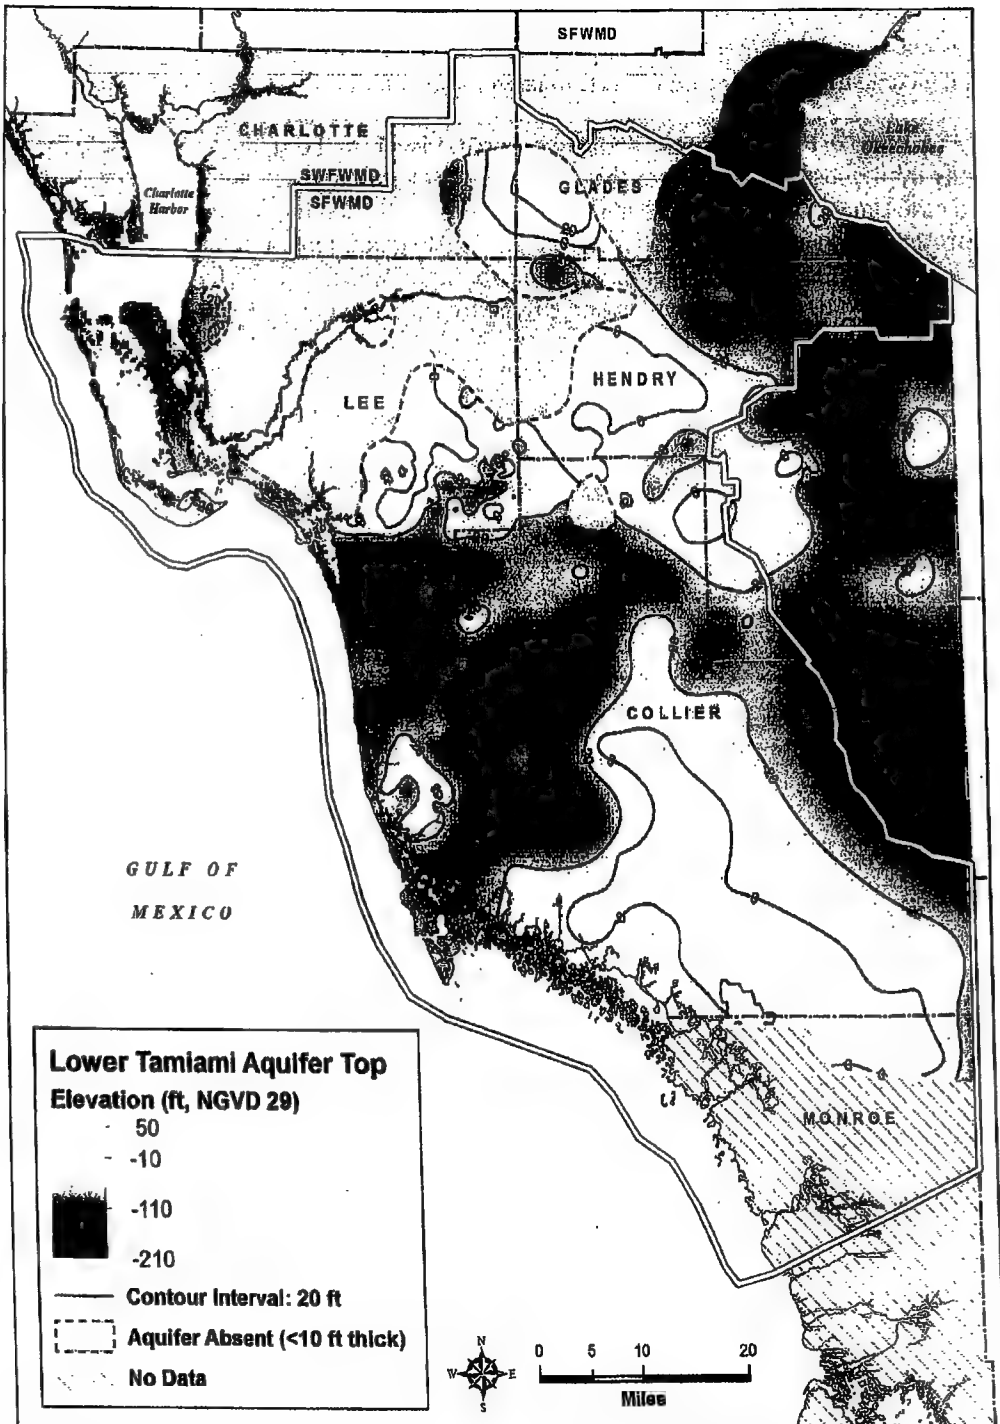 SFWMD
CHARLOTTE
Lake
Okeechobee
SWFWMD
SFWMD
GLADES
Charlotte
Harbor
HENDRY
LEE
COLLIER
GULF OF
MEXICO
MONROE
Lower Tamiami Aquifer Top
Elevation (ft, NGVD 29)
50
-10
-110
-210
Contour Interval: 20 ft
Aquifer Absent (<10 ft thick)
No Data
N
W E
S
0 5 10 20
Miles